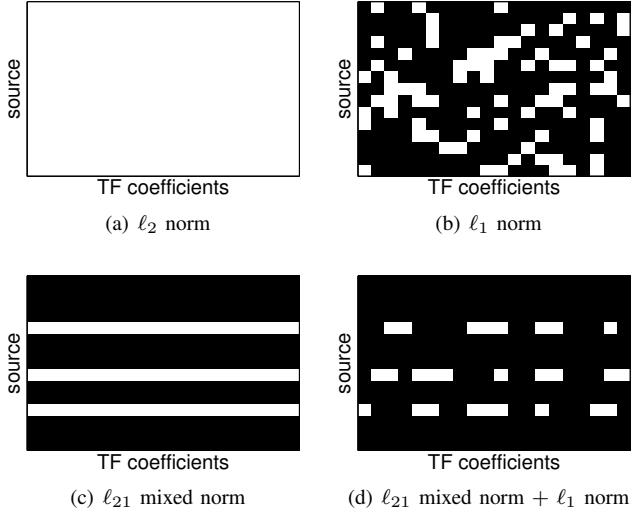 source
TF coefficients
(a) ℓ₂ norm
source
TF coefficients
(b) ℓ₁ norm
source
TF coefficients
(c) ℓ₂₁ mixed norm
source
TF coefficients
(d) ℓ₂₁ mixed norm + ℓ₁ norm